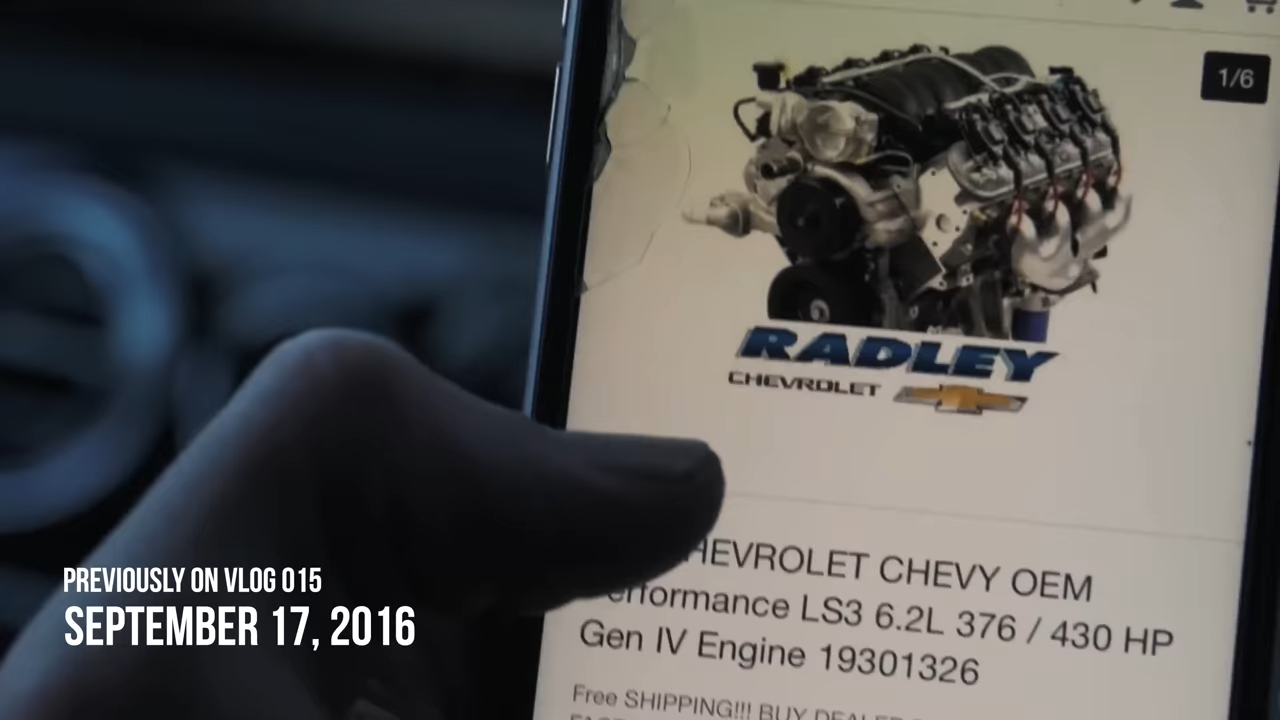 1/6
RADLEY
CHEVROLET
HEVROLET CHEVY OEM
erformance LS3 6.2L 376 / 430 HP
Gen IV Engine 19301326
Free SHIPPING!!! BUY
PREVIOUSLY ON VLOG 015
SEPTEMBER 17, 2016